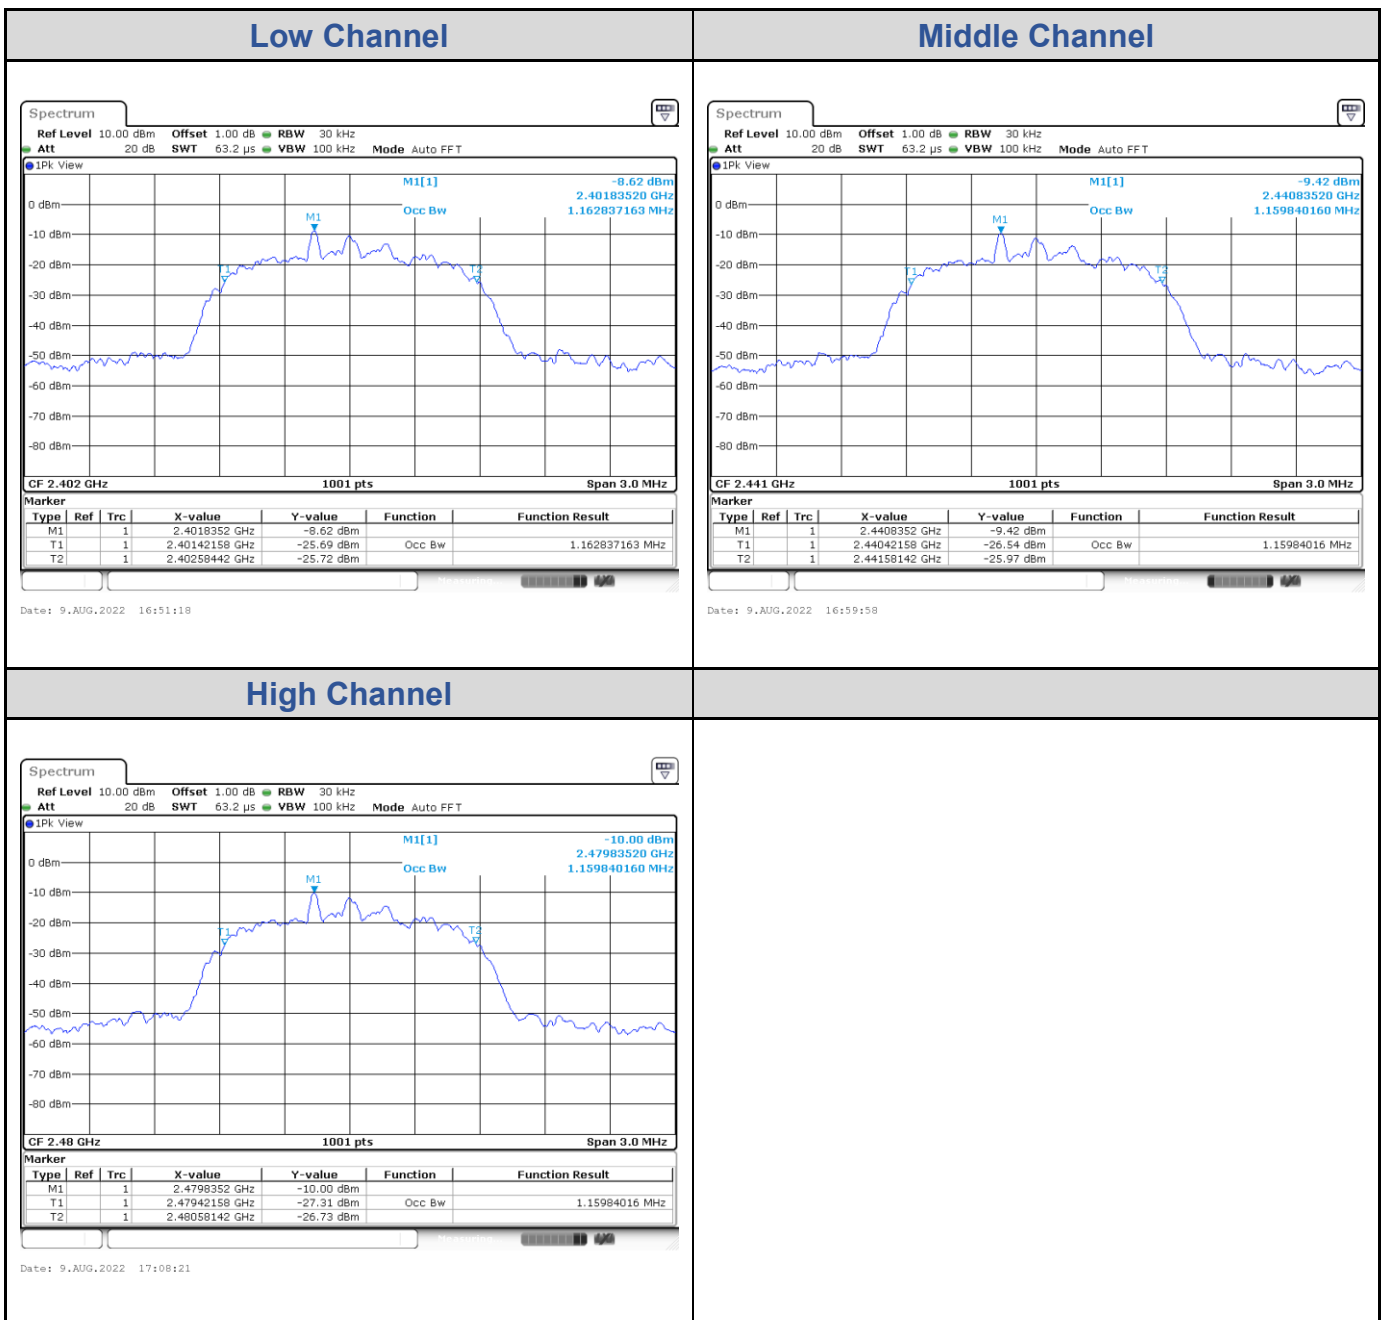 Low Channel
Middle Channel
Spectrum
Ref Level 10.00 dBm Offset 1.00 dB RBW 30 kHz
Att 20 dB SWT 63.2 µs VBW 100 kHz Mode Auto FFT
1Pk View
M1[1] -8.62 dBm
2.40183520 GHz
Occ Bw 1.162837163 MHz
0 dBm
M1
-10 dBm
-20 dBm
T1
T2
-30 dBm
-40 dBm
-50 dBm
-60 dBm
-70 dBm
-80 dBm
CF 2.402 GHz 1001 pts Span 3.0 MHz
Marker
Type Ref Trc X-value Y-value Function Function Result
M1 1 2.4018352 GHz -8.62 dBm
T1 1 2.40142158 GHz -25.69 dBm Occ Bw 1.162837163 MHz
T2 1 2.40258442 GHz -25.72 dBm
Measuring
Date: 9.AUG.2022 16:51:18
Spectrum
Ref Level 10.00 dBm Offset 1.00 dB RBW 30 kHz
Att 20 dB SWT 63.2 µs VBW 100 kHz Mode Auto FFT
1Pk View
M1[1] -9.42 dBm
2.44083520 GHz
Occ Bw 1.159840160 MHz
0 dBm
M1
-10 dBm
-20 dBm
T1
T2
-30 dBm
-40 dBm
-50 dBm
-60 dBm
-70 dBm
-80 dBm
CF 2.441 GHz 1001 pts Span 3.0 MHz
Marker
Type Ref Trc X-value Y-value Function Function Result
M1 1 2.4408352 GHz -9.42 dBm
T1 1 2.44042158 GHz -26.54 dBm Occ Bw 1.15984016 MHz
T2 1 2.44158142 GHz -25.97 dBm
Measuring
Date: 9.AUG.2022 16:59:58
High Channel
Spectrum
Ref Level 10.00 dBm Offset 1.00 dB RBW 30 kHz
Att 20 dB SWT 63.2 µs VBW 100 kHz Mode Auto FFT
1Pk View
M1[1] -10.00 dBm
2.47983520 GHz
Occ Bw 1.159840160 MHz
0 dBm
M1
-10 dBm
-20 dBm
T1
T2
-30 dBm
-40 dBm
-50 dBm
-60 dBm
-70 dBm
-80 dBm
CF 2.48 GHz 1001 pts Span 3.0 MHz
Marker
Type Ref Trc X-value Y-value Function Function Result
M1 1 2.4798352 GHz -10.00 dBm
T1 1 2.47942158 GHz -27.31 dBm Occ Bw 1.15984016 MHz
T2 1 2.48058142 GHz -26.73 dBm
Measuring
Date: 9.AUG.2022 17:08:21